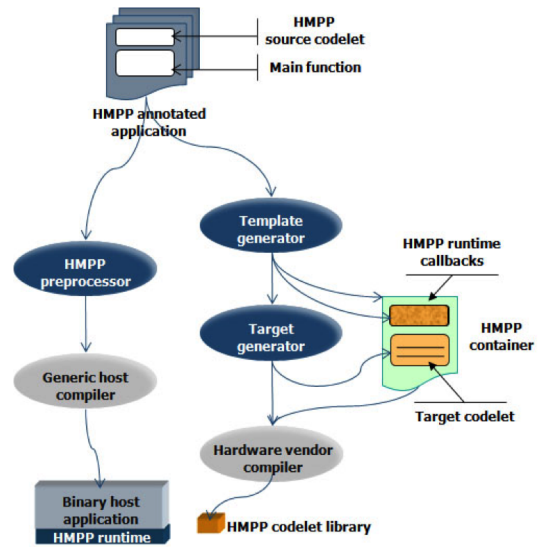 HMPP
source codelet
Main function
HMPP annotated
application
Template
generator
HMPP runtime
callbacks
HMPP
preprocessor
Target
generator
HMPP
container
Generic host
compiler
Target codelet
Hardware vendor
compiler
Binary host
application
HMPP runtime
HMPP codelet library